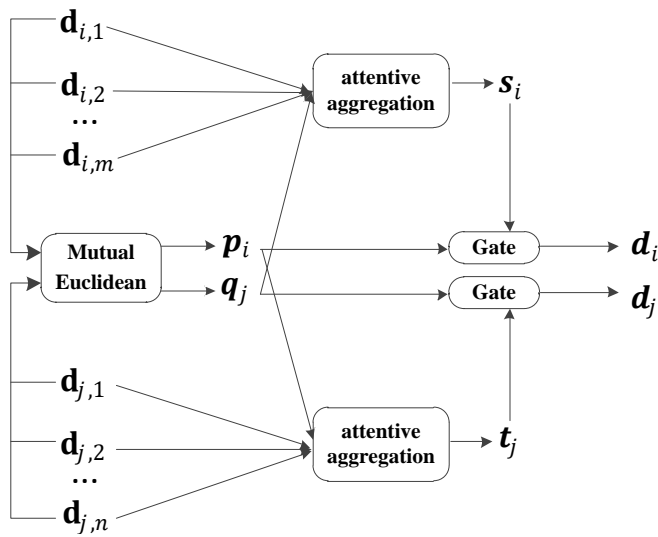 d_{i,1}
d_{i,2}
...
d_{i,m}
attentive
aggregation
s_i
Mutual
Euclidean
p_i
q_j
Gate
d_i
Gate
d_j
d_{j,1}
d_{j,2}
...
d_{j,n}
attentive
aggregation
t_j